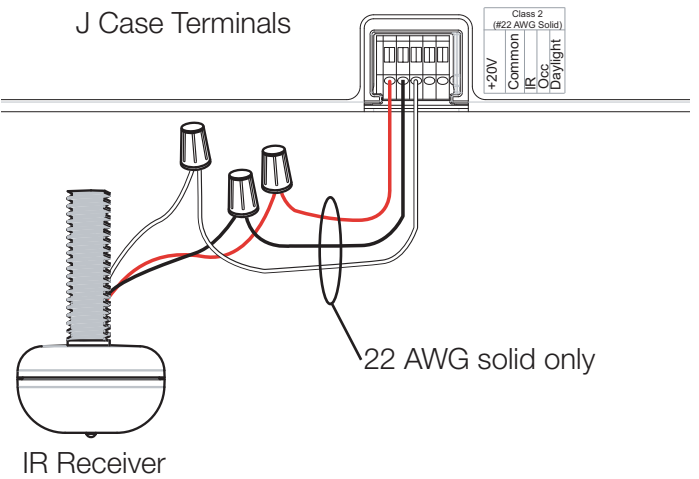 J Case Terminals
Class 2
(#22 AWG Solid)
+20V
Common
IR
Occ
Daylight
22 AWG solid only
IR Receiver